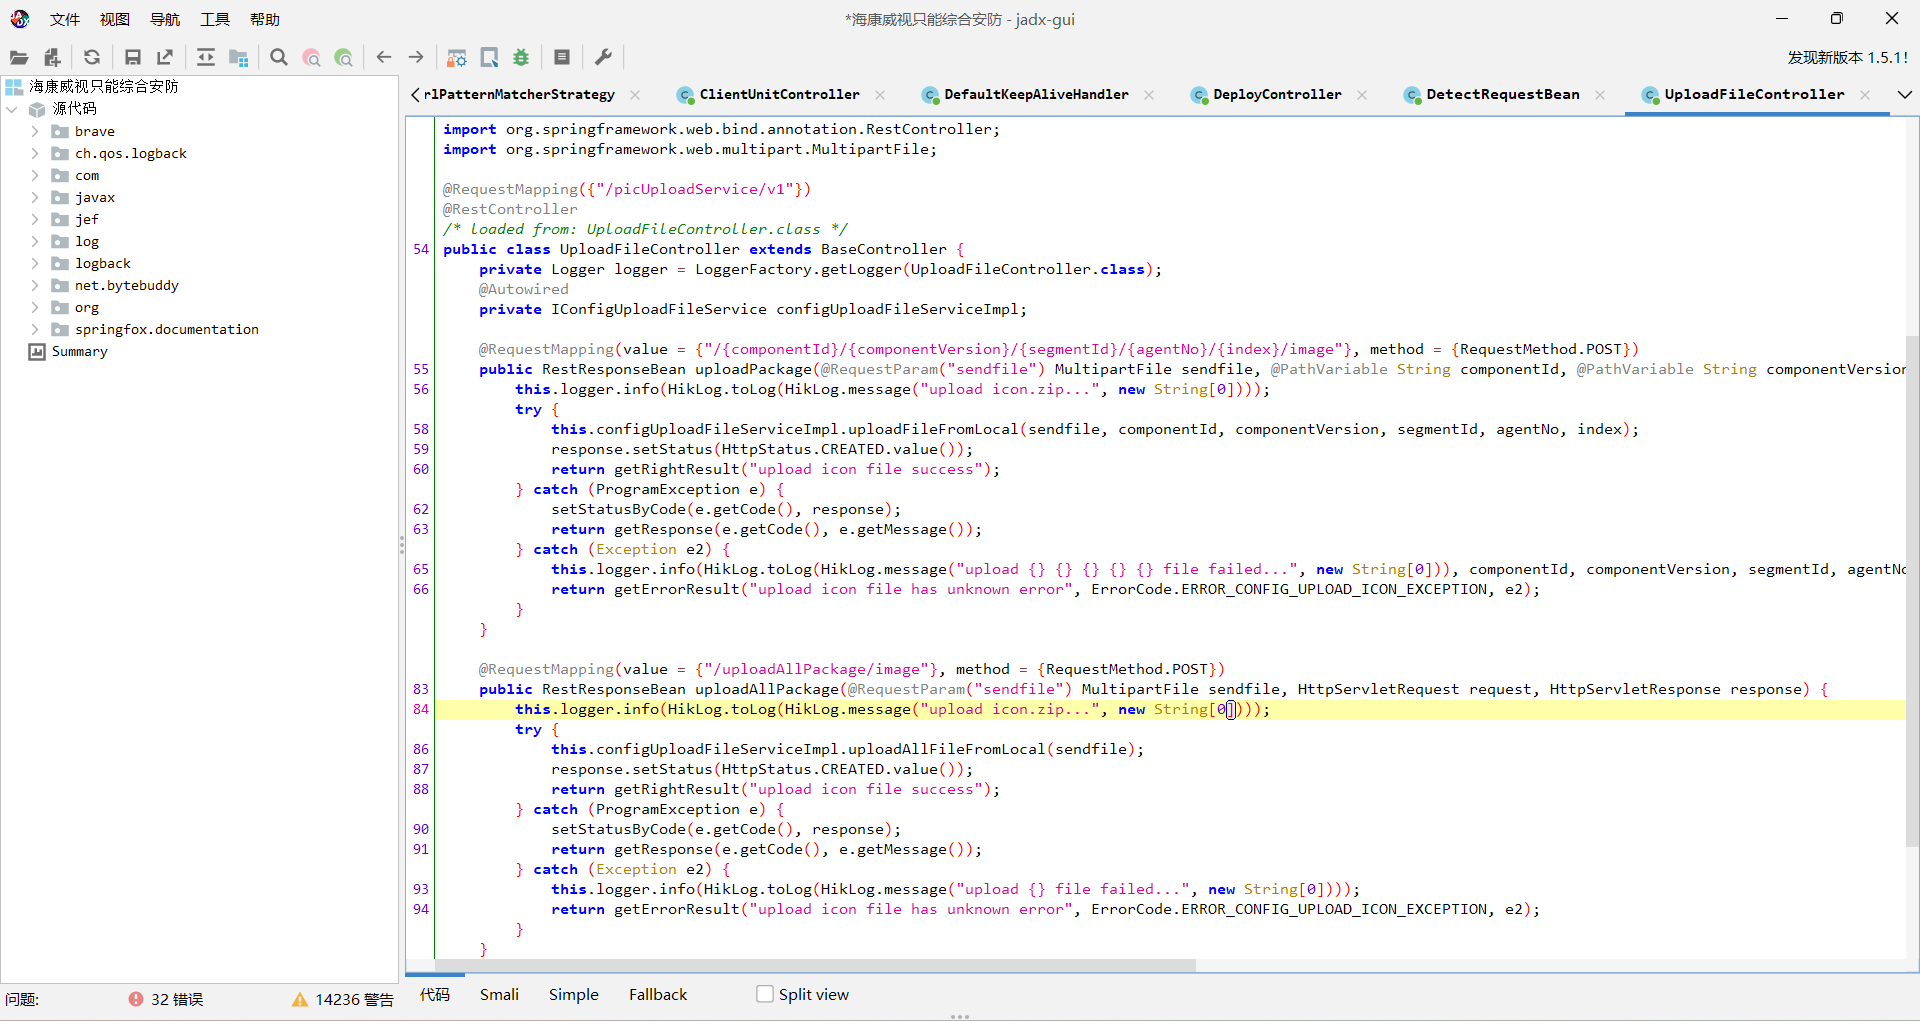 文件 视图 导航 工具 帮助
*海康威视只能综合安防 - jadx-gui
发现新版本 1.5.1!
海康威视只能综合安防
源代码
brave
ch.qos.logback
com
javax
jef
log
logback
net.bytebuddy
org
springfox.documentation
Summary
rlPatternMatcherStrategy ClientUnitController DefaultKeepAliveHandler DeployController DetectRequestBean UploadFileController
import org.springframework.web.bind.annotation.RestController;
import org.springframework.web.multipart.MultipartFile;
@RequestMapping({"/picUploadService/v1"})
@RestController
/* loaded from: UploadFileController.class */
54 public class UploadFileController extends BaseController {
private Logger logger = LoggerFactory.getLogger(UploadFileController.class);
@Autowired
private IConfigUploadFileService configUploadFileServiceImpl;
@RequestMapping(value = {"/{componentId}/{componentVersion}/{segmentId}/{agentNo}/{index}/image"}, method = {RequestMethod.POST})
55 public RestResponseBean uploadPackage(@RequestParam("sendfile") MultipartFile sendfile, @PathVariable String componentId, @PathVariable String componentVersion
56 this.logger.info(HikLog.toLog(HikLog.message("upload icon.zip...", new String[0])));
try {
58 this.configUploadFileServiceImpl.uploadFileFromLocal(sendfile, componentId, componentVersion, segmentId, agentNo, index);
59 response.setStatus(HttpStatus.CREATED.value());
60 return getRightResult("upload icon file success");
} catch (ProgramException e) {
62 setStatusByCode(e.getCode(), response);
63 return getResponse(e.getCode(), e.getMessage());
} catch (Exception e2) {
65 this.logger.info(HikLog.toLog(HikLog.message("upload {} {} {} {} {} file failed...", new String[0])), componentId, componentVersion, segmentId, agentNo
66 return getErrorResult("upload icon file has unknown error", ErrorCode.ERROR_CONFIG_UPLOAD_ICON_EXCEPTION, e2);
}
}
@RequestMapping(value = {"/uploadAllPackage/image"}, method = {RequestMethod.POST})
83 public RestResponseBean uploadAllPackage(@RequestParam("sendfile") MultipartFile sendfile, HttpServletRequest request, HttpServletResponse response) {
84 this.logger.info(HikLog.toLog(HikLog.message("upload icon.zip...", new String[0])));
try {
86 this.configUploadFileServiceImpl.uploadAllFileFromLocal(sendfile);
87 response.setStatus(HttpStatus.CREATED.value());
88 return getRightResult("upload icon file success");
} catch (ProgramException e) {
90 setStatusByCode(e.getCode(), response);
91 return getResponse(e.getCode(), e.getMessage());
} catch (Exception e2) {
93 this.logger.info(HikLog.toLog(HikLog.message("upload {} file failed...", new String[0])));
94 return getErrorResult("upload icon file has unknown error", ErrorCode.ERROR_CONFIG_UPLOAD_ICON_EXCEPTION, e2);
}
}
问题: 32 错误 14236 警告 代码 Smali Simple Fallback Split view